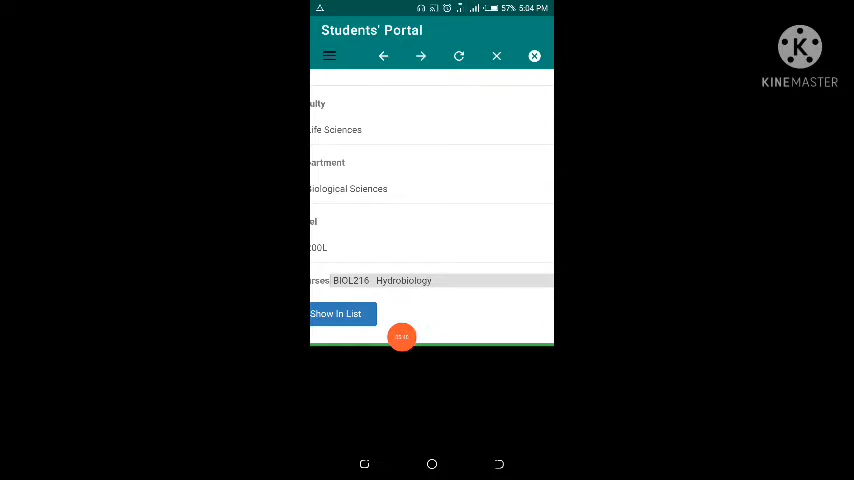 57% 5:04 PM
Students' Portal
K
KINEMASTER
ulty
Life Sciences
partment
Biological Sciences
el
200L
urses BIOL216 Hydrobiology
Show In List